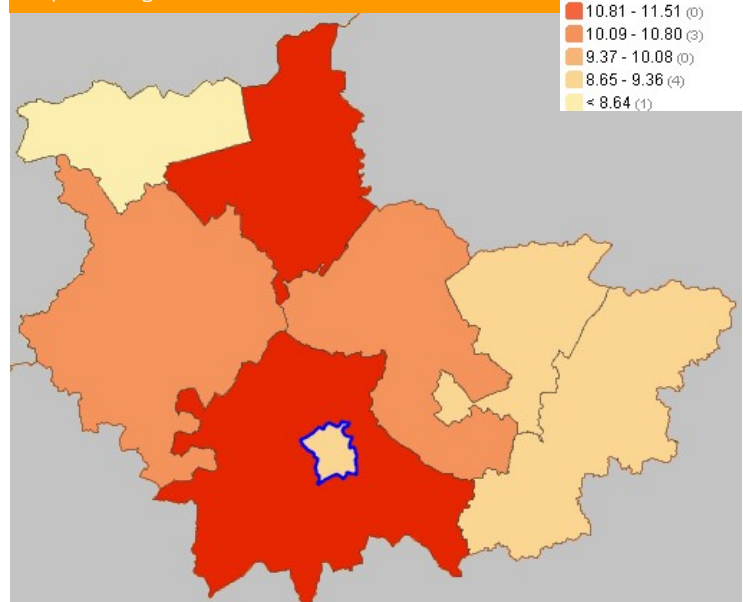 10.81 - 11.51 (0)
10.09 - 10.80 (3)
9.37 - 10.08 (0)
8.65 - 9.36 (4)
< 8.64 (1)